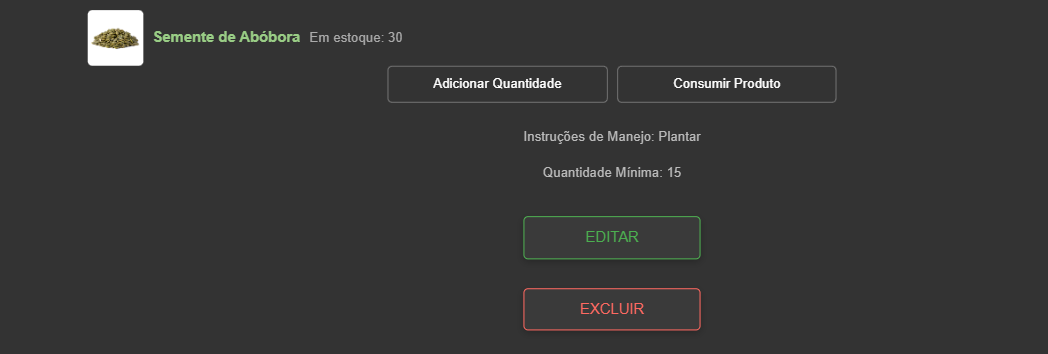 Semente de Abóbora Em estoque: 30
Adicionar Quantidade Consumir Produto
Instruções de Manejo: Plantar
Quantidade Mínima: 15
EDITAR
EXCLUIR